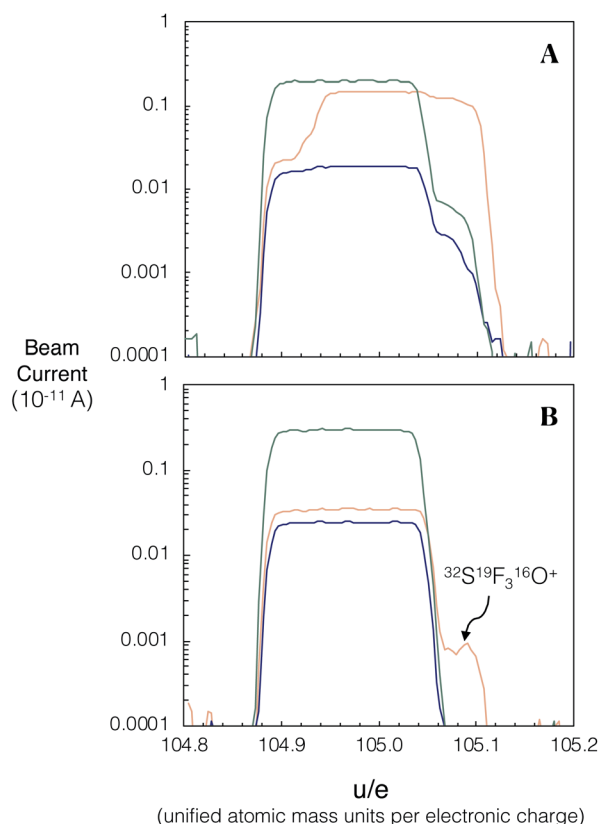 1
A
0.1
0.01
0.001
0.0001
Beam
Current
(10⁻¹¹ A)
1
B
0.1
0.01
³²S¹⁹F₃¹⁶O⁺
0.001
0.0001
104.8 104.9 105.0 105.1 105.2
u/e
(unified atomic mass units per electronic charge)